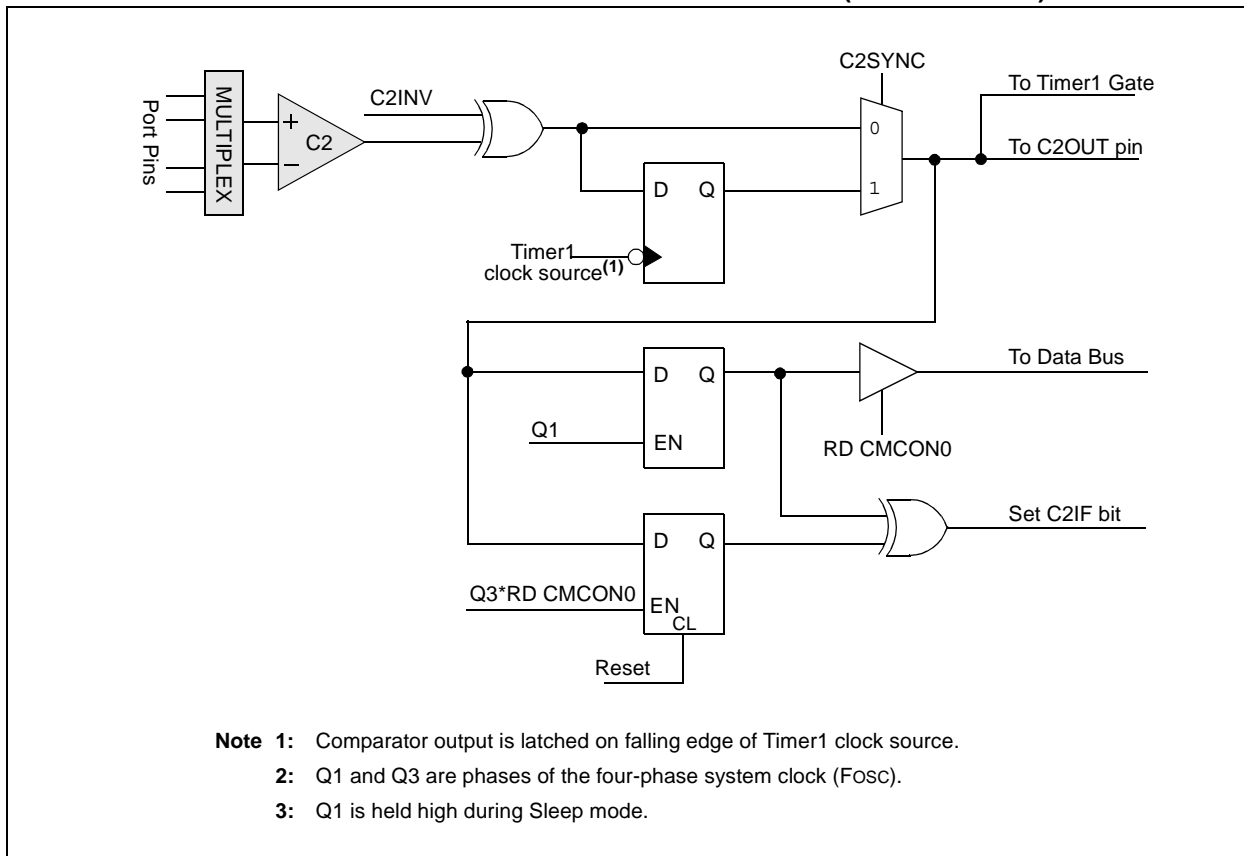 C2SYNC
To Timer1 Gate
Port Pins
MULTIPLEX
C2INV
+
C2
−
0
To C2OUT pin
D Q
1
Timer1
clock source(1)
D Q
To Data Bus
Q1
EN
RD CMCON0
D Q
Set C2IF bit
Q3*RD CMCON0
EN
CL
Reset
Note 1: Comparator output is latched on falling edge of Timer1 clock source.
2: Q1 and Q3 are phases of the four-phase system clock (FOSC).
3: Q1 is held high during Sleep mode.